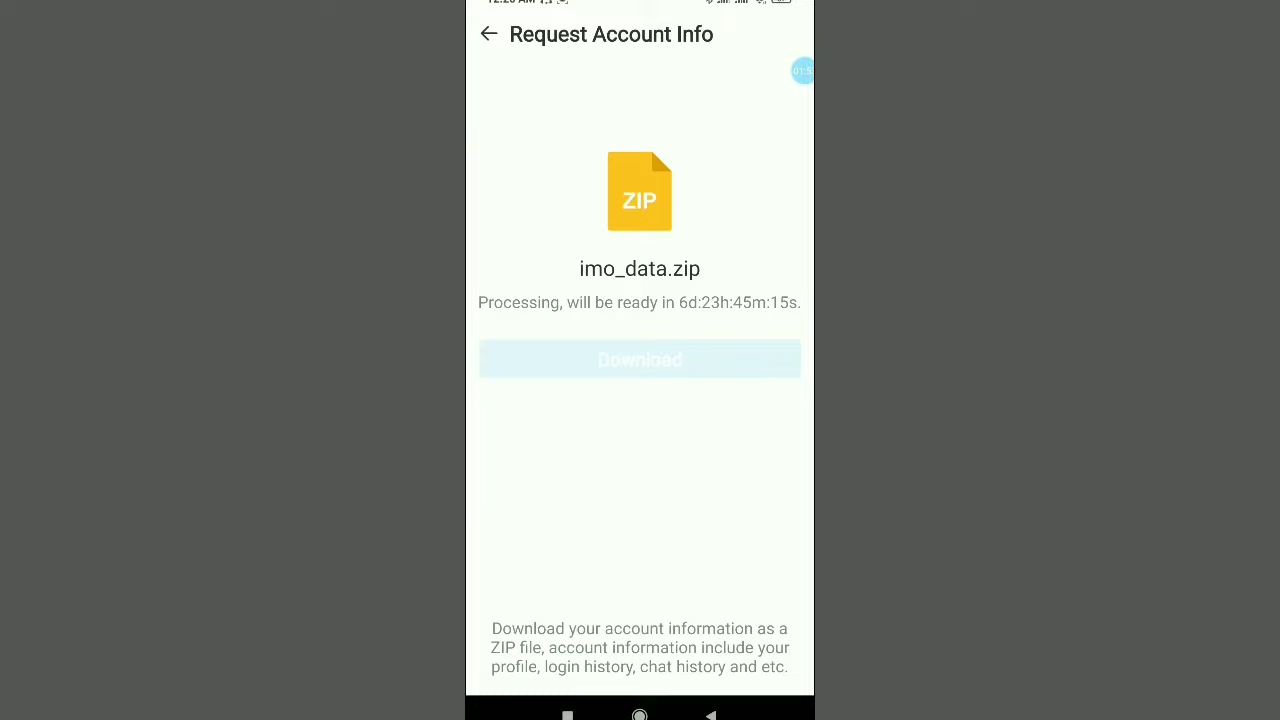 Request Account Info
ZIP
imo_data.zip
Processing, will be ready in 6d:23h:45m:15s.
Download
Download your account information as a
ZIP file, account information include your
profile, login history, chat history and etc.